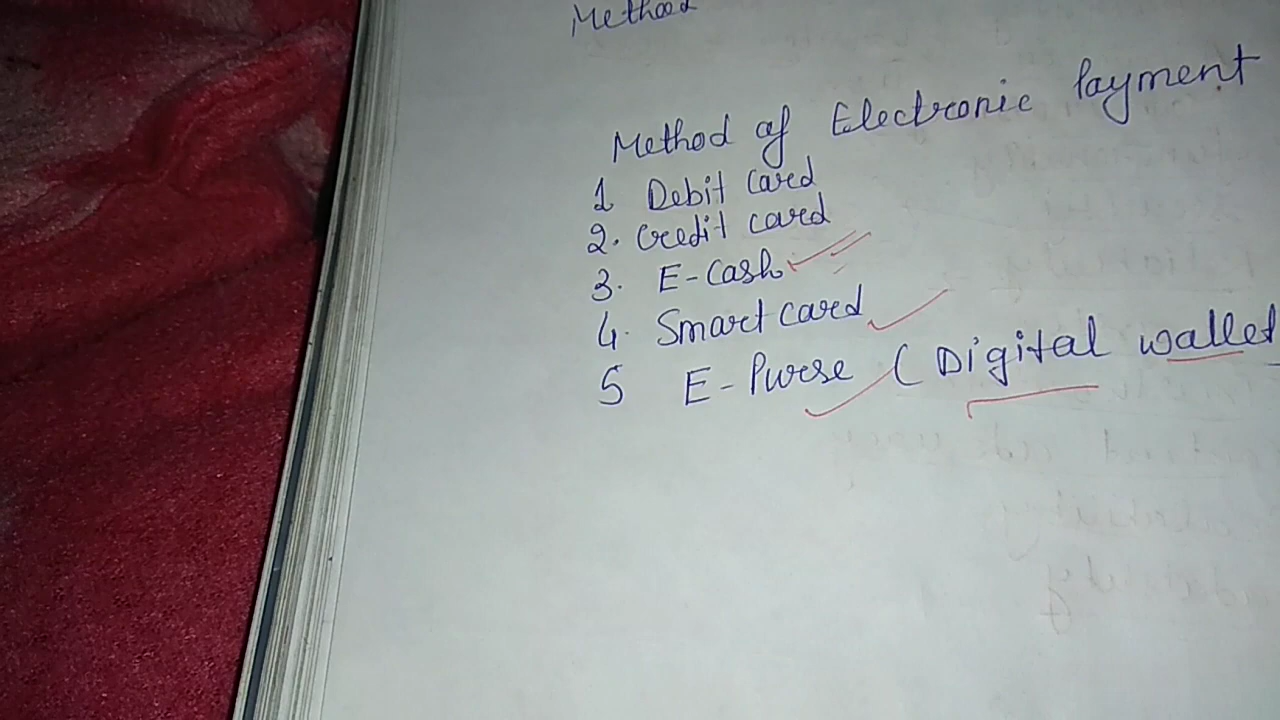 Method
Method of Electronic Payment
1 Debit card
2. Credit card
3. E-Cash
4. Smart card
5 E-Purse (Digital wallet